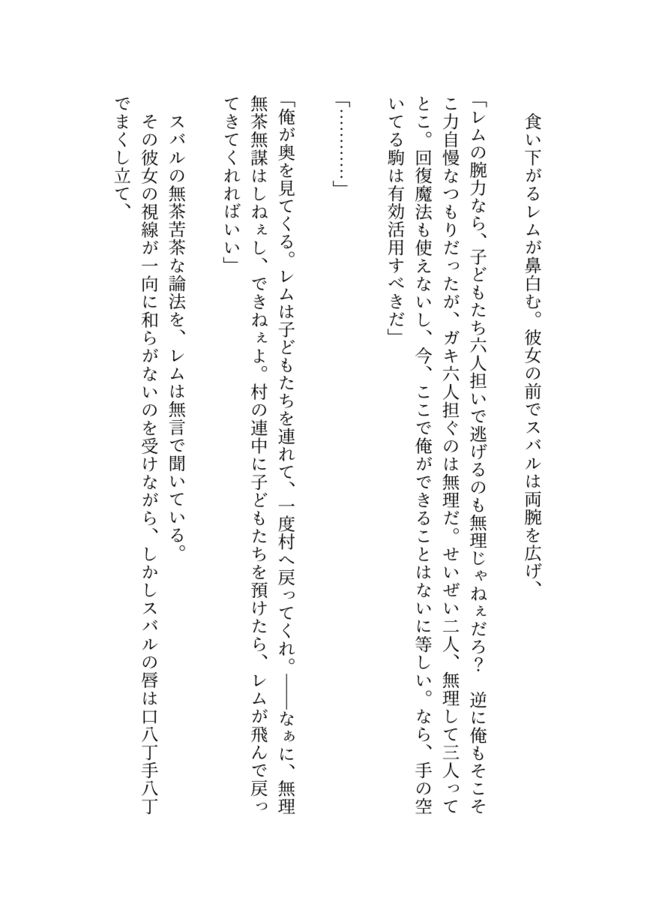 食い下がるレムが鼻白む。彼女の前でスバルは両腕を広げ、
「レムの腕力なら、子どもたち六人担いで逃げるのも無理じゃねぇだろ？　逆に俺もそこそ
こ力自慢なつもりだったが、ガキ六人担ぐのは無理だ。せいぜい二人、無理して三人って
とこ。回復魔法も使えないし、今、ここで俺ができることはないに等しい。なら、手の空
いてる駒は有効活用すべきだ」
「…………」
「俺が奥を見てくる。レムは子どもたちを連れて、一度村へ戻ってくれ。――なぁに、無理
無茶無謀はしねぇし、できねぇよ。村の連中に子どもたちを預けたら、レムが飛んで戻っ
てきてくれればいい」
スバルの無茶苦茶な論法を、レムは無言で聞いている。
その彼女の視線が一向に和らがないのを受けながら、しかしスバルの唇は口八丁手八丁
でまくし立て、